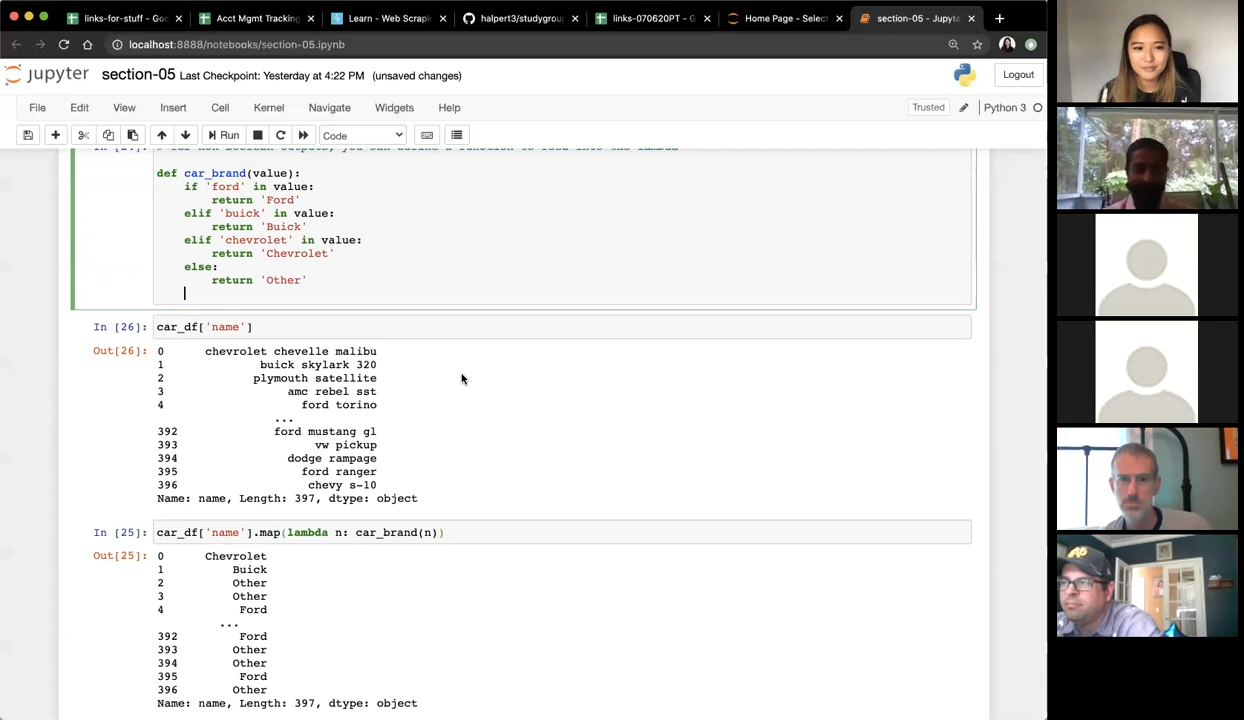 links-for-stuff - Goo
Acct Mgmt Tracking
Learn - Web Scrapin
halpert3/studygroup
links-070620PT - G
Home Page - Select
section-05 - Jupyte
localhost:8888/notebooks/section-05.ipynb
jupyter section-05 Last Checkpoint: Yesterday at 4:22 PM (unsaved changes)
Logout
File Edit View Insert Cell Kernel Navigate Widgets Help
Trusted Python 3
Run Code
def car_brand(value):
    if 'ford' in value:
        return 'Ford'
    elif 'buick' in value:
        return 'Buick'
    elif 'chevrolet' in value:
        return 'Chevrolet'
    else:
        return 'Other'
In [26]: car_df['name']
Out[26]: 0 chevrolet chevelle malibu
1 buick skylark 320
2 plymouth satellite
3 amc rebel sst
4 ford torino
...
392 ford mustang gl
393 vw pickup
394 dodge rampage
395 ford ranger
396 chevy s-10
Name: name, Length: 397, dtype: object
In [25]: car_df['name'].map(lambda n: car_brand(n))
Out[25]: 0 Chevrolet
1 Buick
2 Other
3 Other
4 Ford
...
392 Ford
393 Other
394 Other
395 Ford
396 Other
Name: name, Length: 397, dtype: object